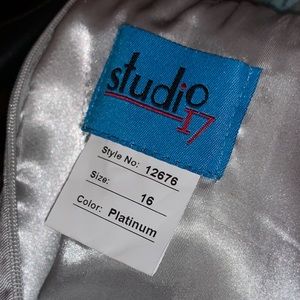 studio
17
Style No: 12676
Size: 16
Color: Platinum